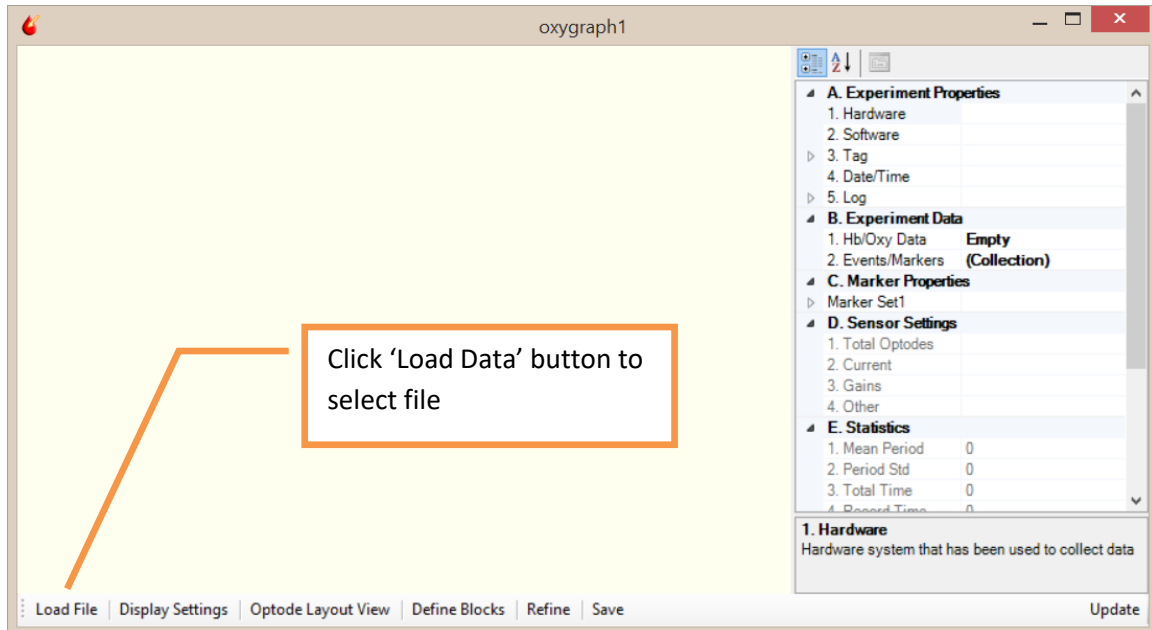 oxygraph1
A. Experiment Properties
1. Hardware
2. Software
3. Tag
4. Date/Time
5. Log
B. Experiment Data
1. Hb/Oxy Data Empty
2. Events/Markers (Collection)
C. Marker Properties
Marker Set1
D. Sensor Settings
1. Total Optodes
2. Current
3. Gains
4. Other
E. Statistics
1. Mean Period 0
2. Period Std 0
3. Total Time 0
4. Record Time 0
1. Hardware
Hardware system that has been used to collect data
Click ‘Load Data’ button to
select file
Load File Display Settings Optode Layout View Define Blocks Refine Save Update